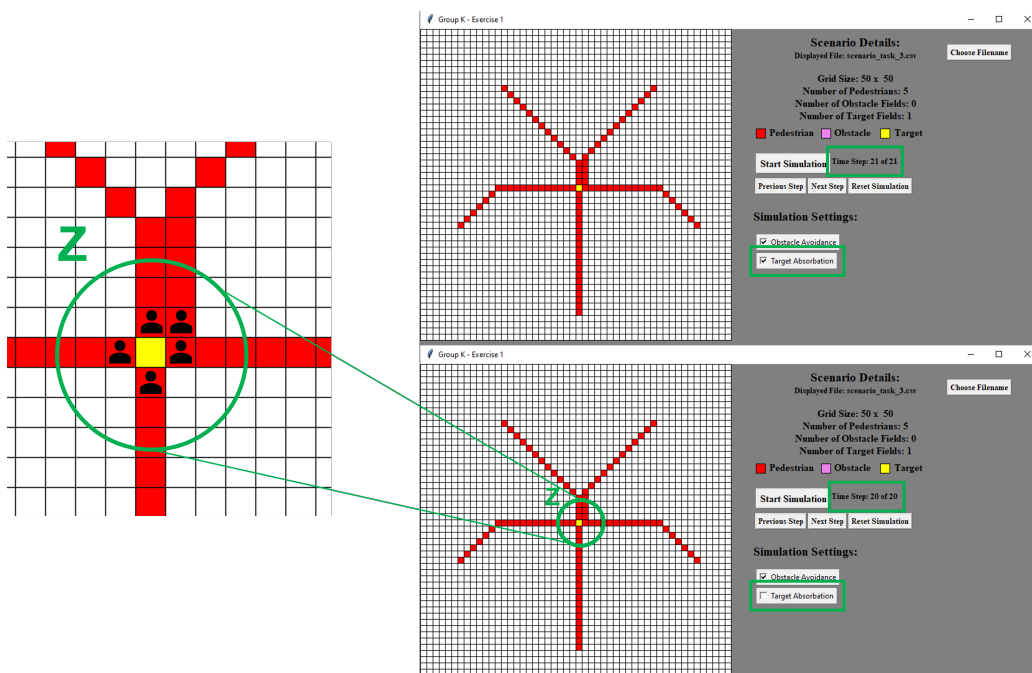 Group K - Exercise 1
Scenario Details:
Displayed File: scenario_task_3.csv
Choose Filename
Grid Size: 50 x 50
Number of Pedestrians: 5
Number of Obstacle Fields: 0
Number of Target Fields: 1
Pedestrian Obstacle Target
Start Simulation Time Step: 21 of 21
Previous Step Next Step Reset Simulation
Simulation Settings:
Obstacle Avoidance
Target Absorbation
Z
Group K - Exercise 1
Scenario Details:
Displayed File: scenario_task_3.csv
Choose Filename
Grid Size: 50 x 50
Number of Pedestrians: 5
Number of Obstacle Fields: 0
Number of Target Fields: 1
Pedestrian Obstacle Target
Z
Start Simulation Time Step: 20 of 20
Previous Step Next Step Reset Simulation
Simulation Settings:
Obstacle Avoidance
Target Absorbation